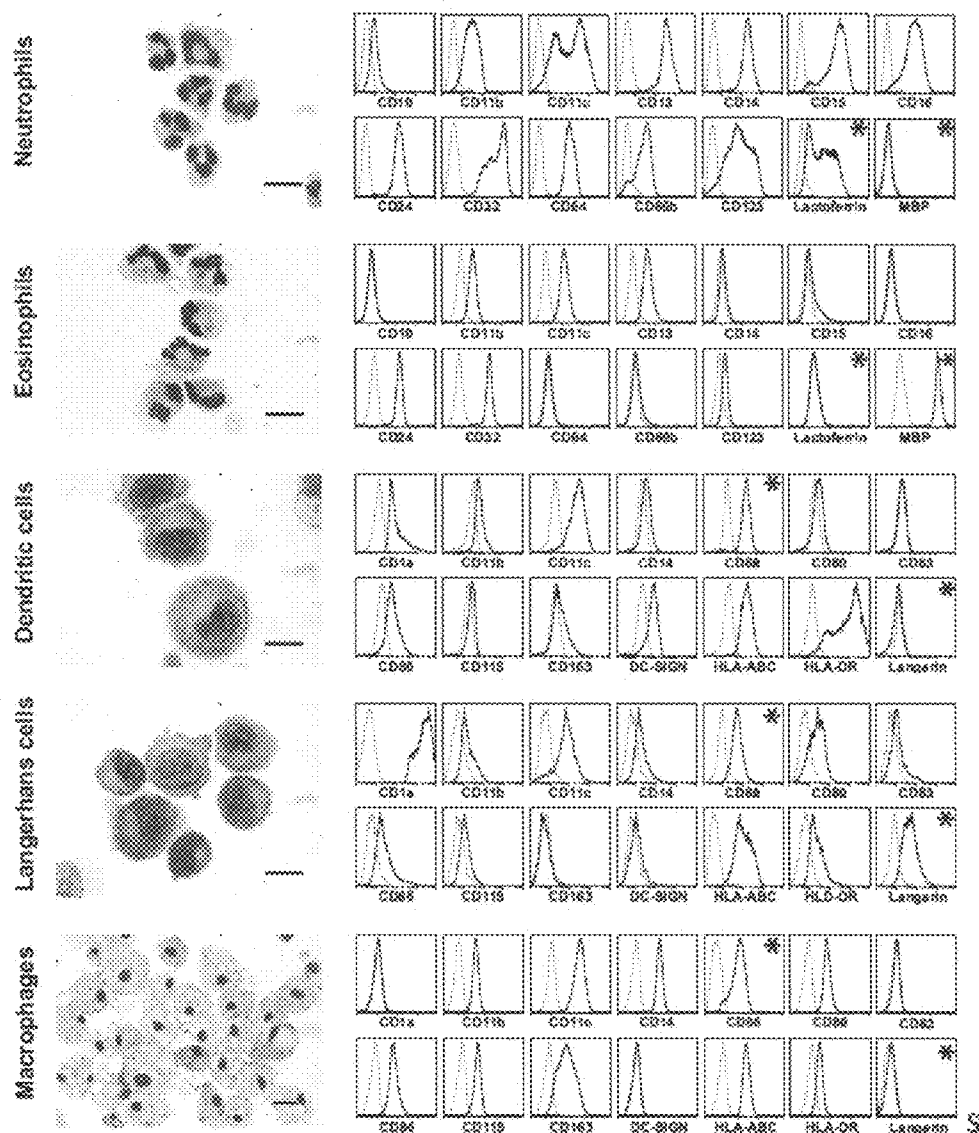 Neutrophils
CD10 CD11b CD11c CD13 CD14 CD15 CD16
* *
CD24 CD32 CD64 CD66b CD123 Lactoferrin MBP
Eosinophils
CD10 CD11b CD11c CD13 CD14 CD15 CD16
* *
CD24 CD32 CD64 CD66b CD123 Lactoferrin MBP
Dendritic cells
*
CD1a CD11b CD11c CD14 CD68 CD80 CD83
*
CD86 CD115 CD163 DC-SIGN HLA-ABC HLA-DR Langerin
Langerhans cells
*
CD1a CD11b CD11c CD14 CD68 CD80 CD83
*
CD86 CD115 CD163 DC-SIGN HLA-ABC Langerin
Macrophages
*
CD1a CD11b CD11c CD14 CD80
*
CD86 CD115 CD163 DC-SIGN HLA-ABC HLA-DR Langerin